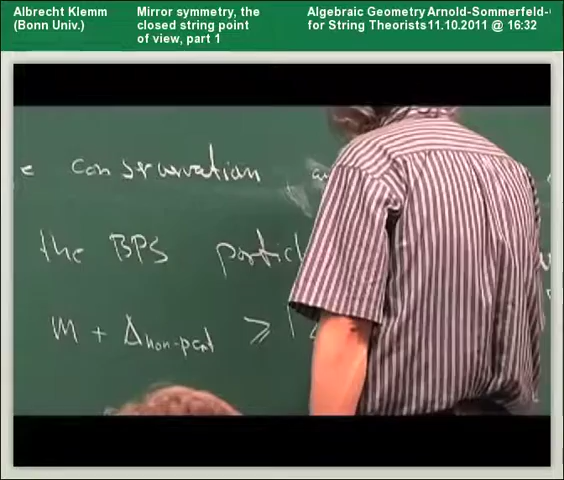 Albrecht Klemm
(Bonn Univ.)
Mirror symmetry, the
closed string point
of view, part 1
Algebraic Geometry Arnold-Sommerfeld-
for String Theorists 11.10.2011 @ 16:32
conservation
the BPS
m + Δnon-pert ≥ |